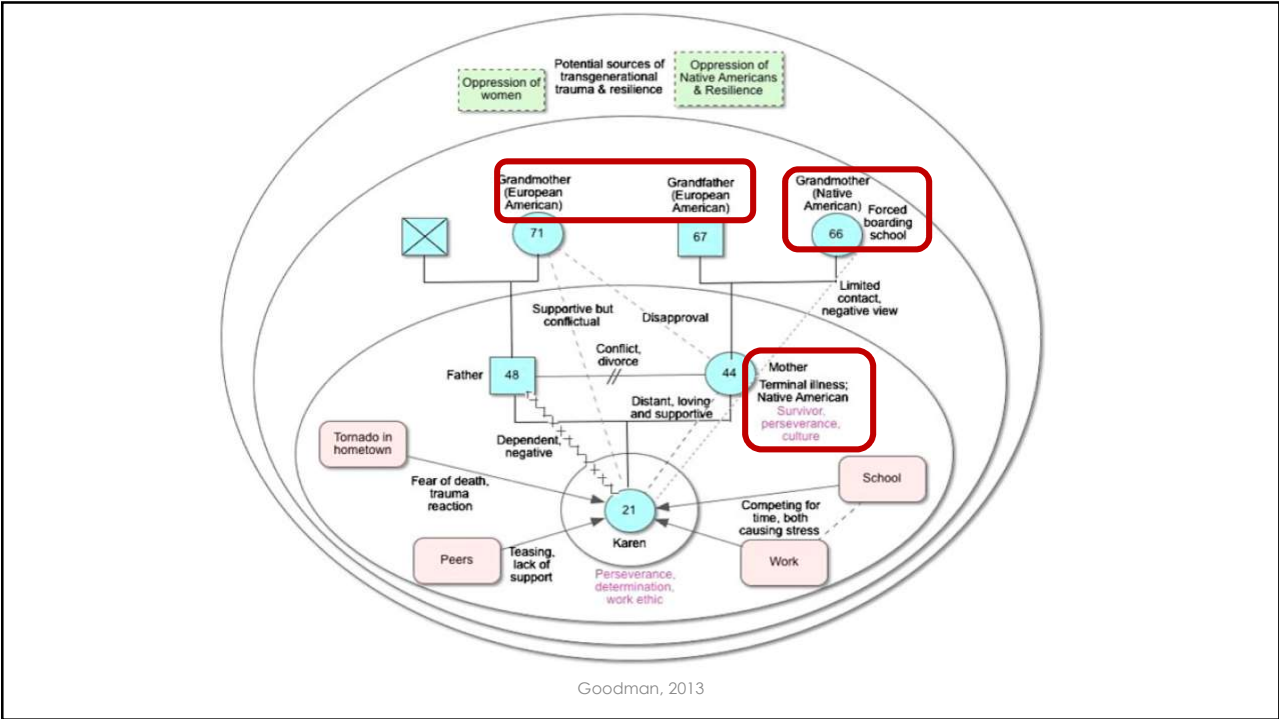 Oppression of
women
Potential sources of
transgenerational
trauma & resilience
Oppression of
Native Americans
& Resilience
Grandmother
(European
American)
Grandfather
(European
American)
Grandmother
(Native
American)
Forced
boarding
school
71
67
66
Limited
contact,
negative view
Supportive but
conflictual
Disapproval
Conflict,
divorce
Father
48
44
Mother
Terminal illness;
Native American
Survivor,
perseverance,
culture
Distant, loving
and supportive
Dependent,
negative
Tornado in
hometown
Fear of death,
trauma
reaction
School
Competing for
time, both
causing stress
21
Karen
Peers
Teasing,
lack of
support
Work
Perseverance,
determination,
work ethic
Goodman, 2013